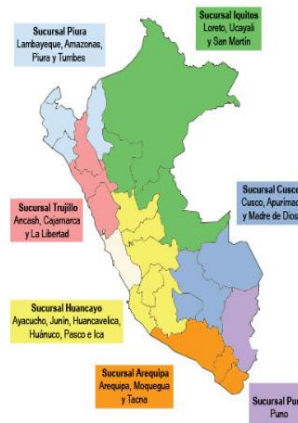 Sucursal Piura
Lambayeque, Amazonas,
Piura y Tumbes
Sucursal Iquitos
Loreto, Ucayali
y San Martín
Sucursal Trujillo
Ancash, Cajamarca
y La Libertad
Sucursal Cusco
Cusco, Apurímac
y Madre de Dios
Sucursal Huancayo
Ayacucho, Junín, Huancavelica,
Huánuco, Pasco e Ica
Sucursal Arequipa
Arequipa, Moquegua
y Tacna
Sucursal Pun
Puno